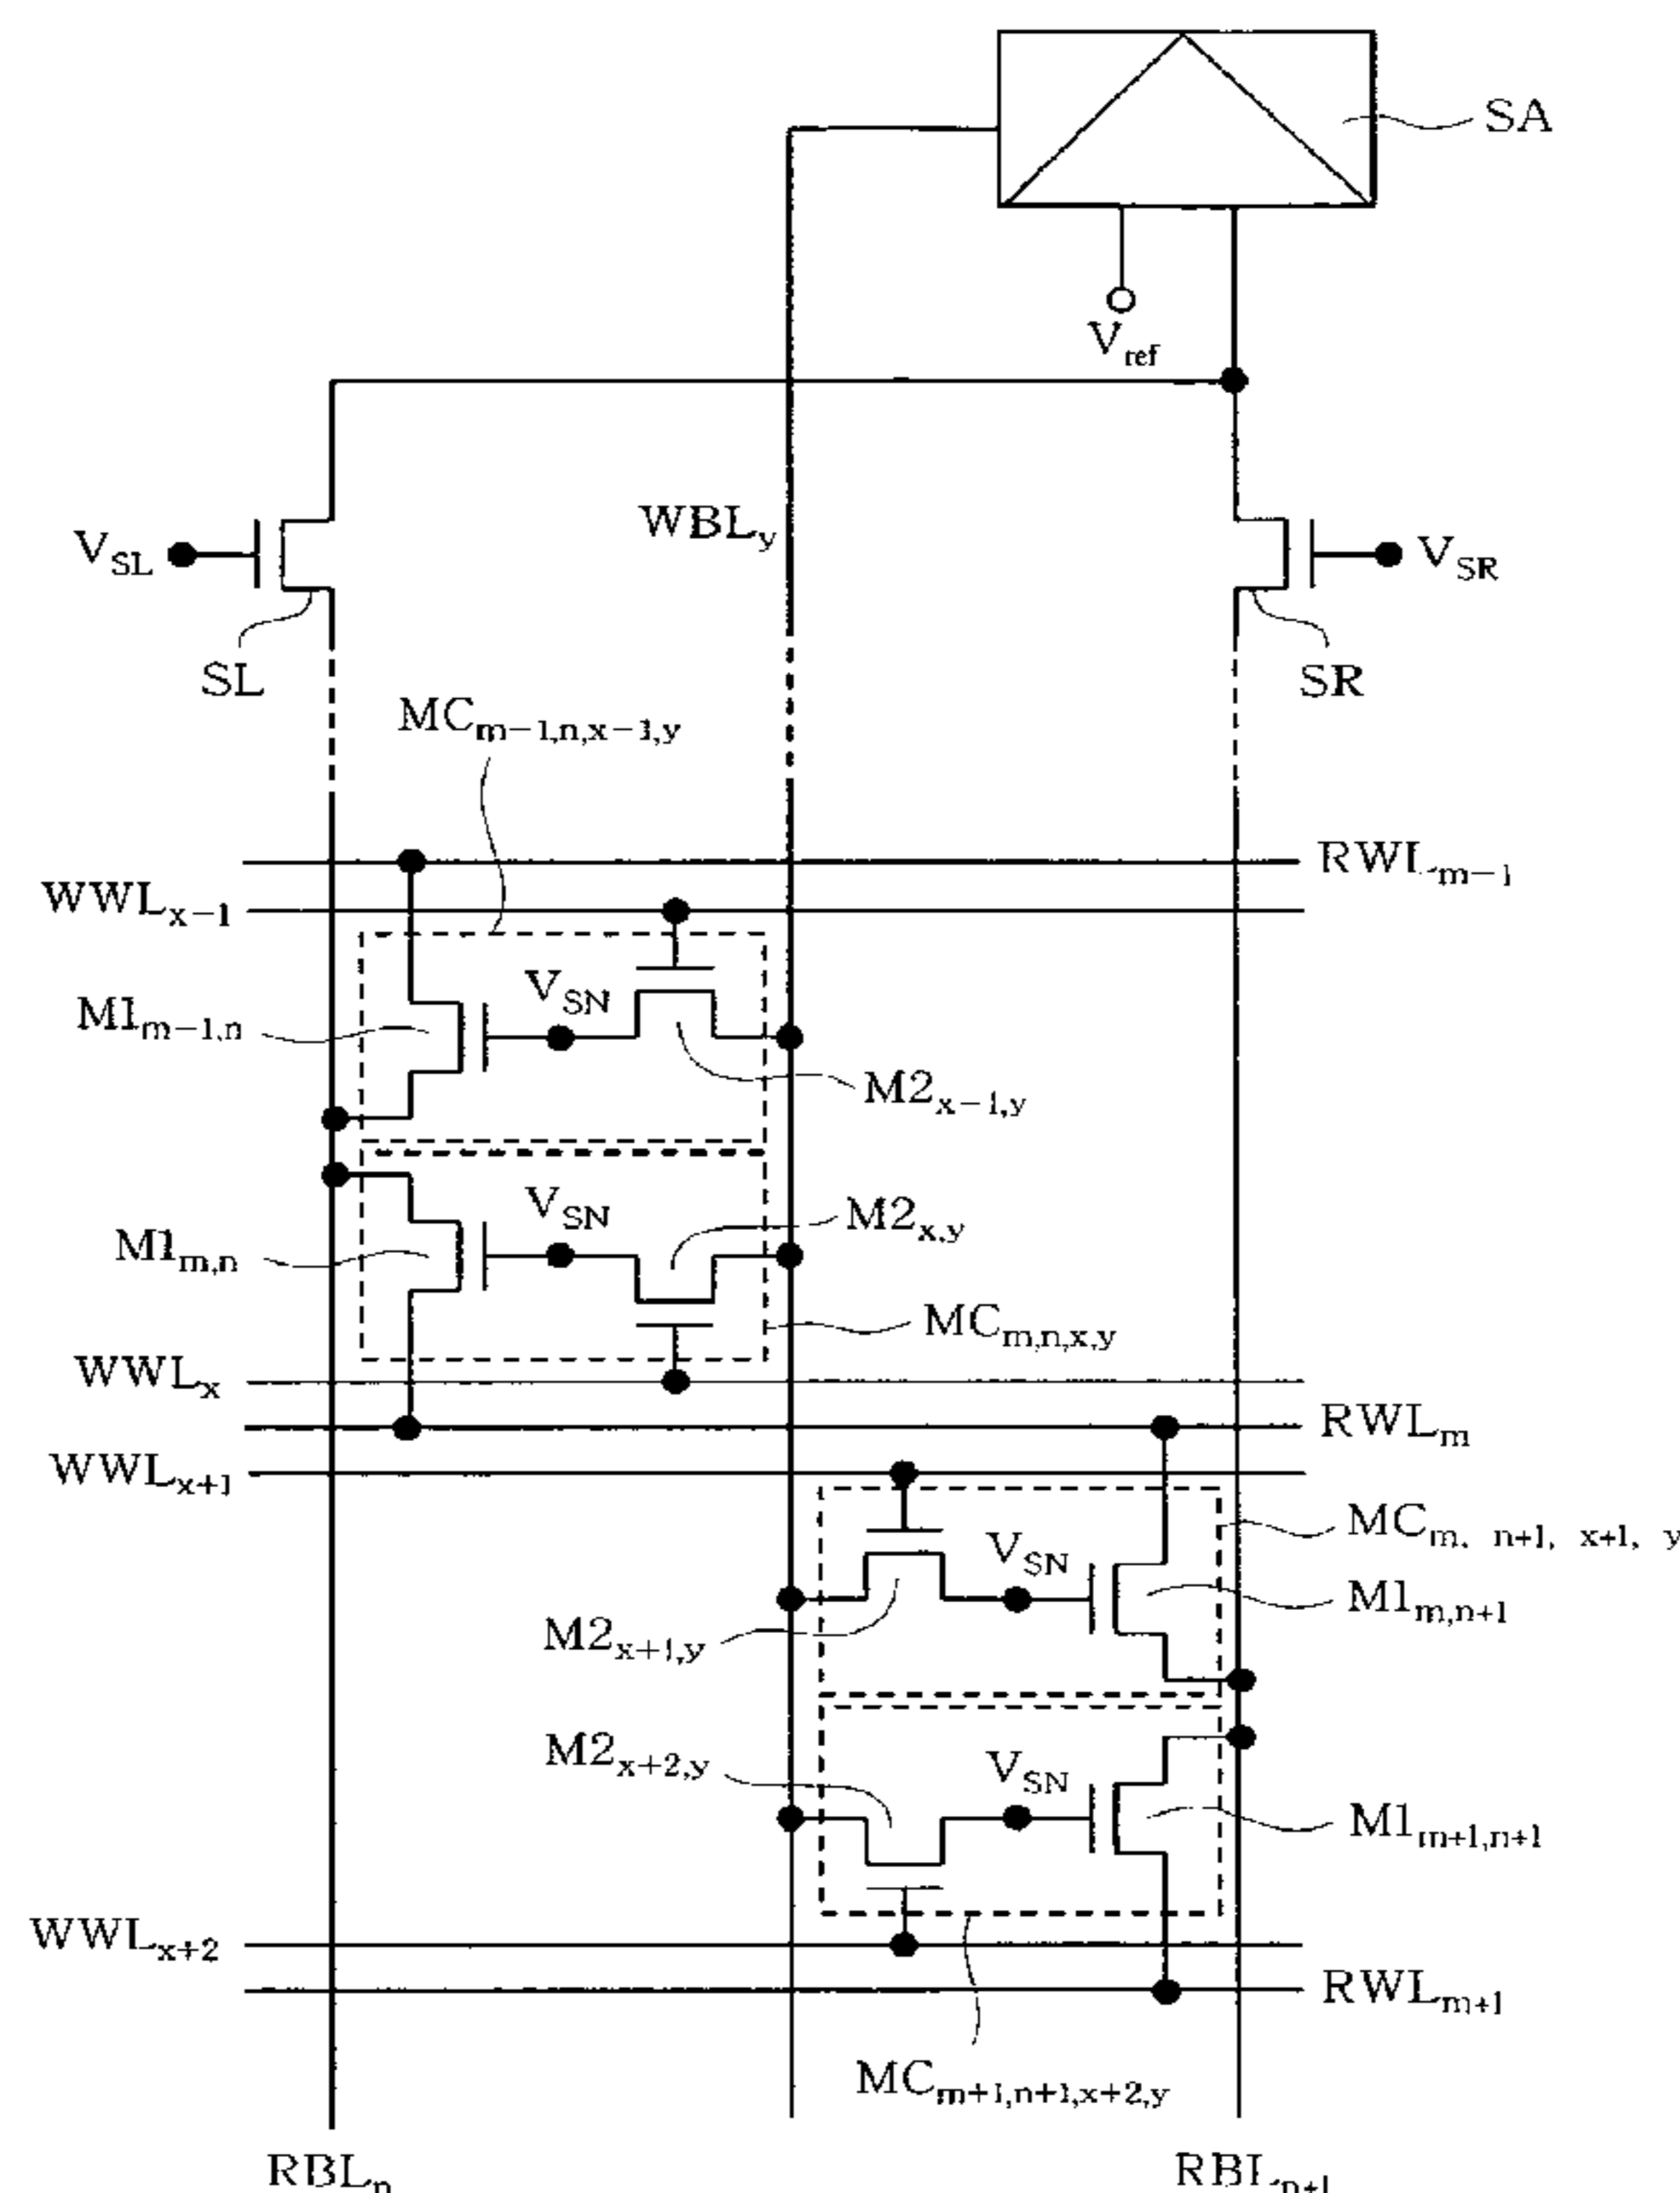 SA
V_ref
WBL_y
V_SL
V_SR
SL
SR
MC_m−1,n,x−1,y
RWL_m−1
WWL_x−1
V_SN
M1_m−1,n
M2_x−1,y
V_SN
M2_x,y
M1_m,n
MC_m,n,x,y
WWL_x
RWL_m
WWL_x+1
MC_m, n+1, x+1, y
V_SN
M1_m,n+1
M2_x+1,y
M2_x+2,y
V_SN
M1_m+1,n+1
WWL_x+2
RWL_m+1
MC_m+1,n+1,x+2,y
RBL_n
RBL_n+1